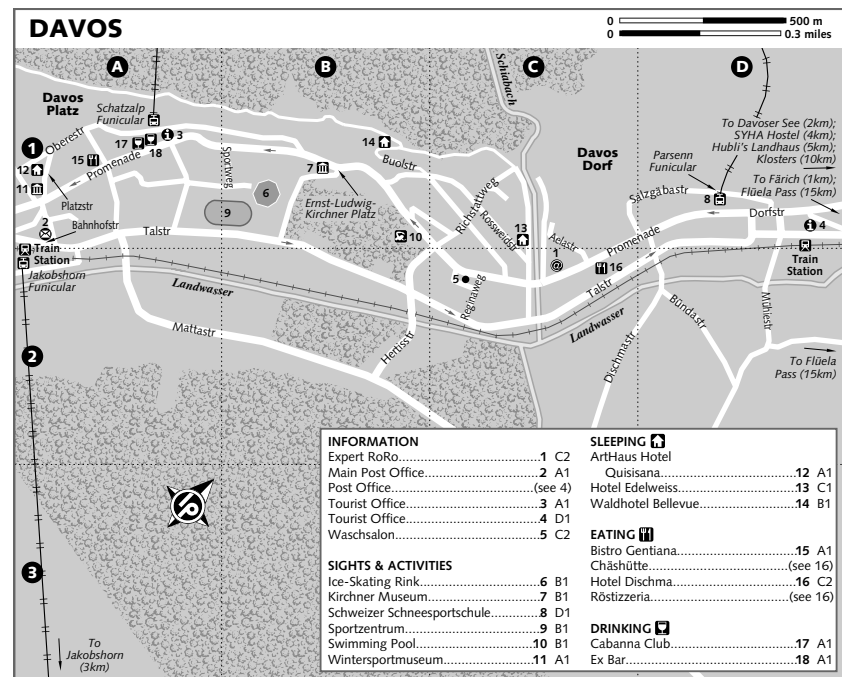 DAVOS
0 500 m
0 0.3 miles
A
B
C
D
Davos
Platz
Schatzalp
Funicular
Schiabach
To Davoser See (2km);
SYHA Hostel (4km);
Hubli's Landhaus (5km);
Klosters (10km)
To Färich (1km);
Flüela Pass (15km)
1
Oberestr
17
18
3
15
Promenade
12
11
Platzstr
2
Bahnhofstr
Train
Station
Jakobshorn
Funicular
Sportweg
6
9
7
Ernst-Ludwig-
Kirchner Platz
14
Buolstr
10
Talstr
Richstattweg
Rossweidstr
13
Davos
Dorf
Aelastr
1
16
5
Reginaweg
Promenade
Talstr
Parsenn
Funicular
8
Salzgäbastr
Dorfstr
4
Train
Station
Landwasser
Landwasser
Mattastr
Hertistr
Dischmastr
Bündastr
Mühlestr
To Flüela
Pass (15km)
2
3
To
Jakobshorn
(3km)
INFORMATION
Expert RoRo 1 C2
Main Post Office 2 A1
Post Office (see 4)
Tourist Office 3 A1
Tourist Office 4 D1
Waschsalon 5 C2
SIGHTS & ACTIVITIES
Ice-Skating Rink 6 B1
Kirchner Museum 7 B1
Schweizer Schneesportschule 8 D1
Sportzentrum 9 B1
Swimming Pool 10 B1
Wintersportmuseum 11 A1
SLEEPING
ArtHaus Hotel
Quisisana 12 A1
Hotel Edelweiss 13 C1
Waldhotel Bellevue 14 B1
EATING
Bistro Gentiana 15 A1
Chäshütte (see 16)
Hotel Dischma 16 C2
Röstizzeria (see 16)
DRINKING
Cabanna Club 17 A1
Ex Bar 18 A1